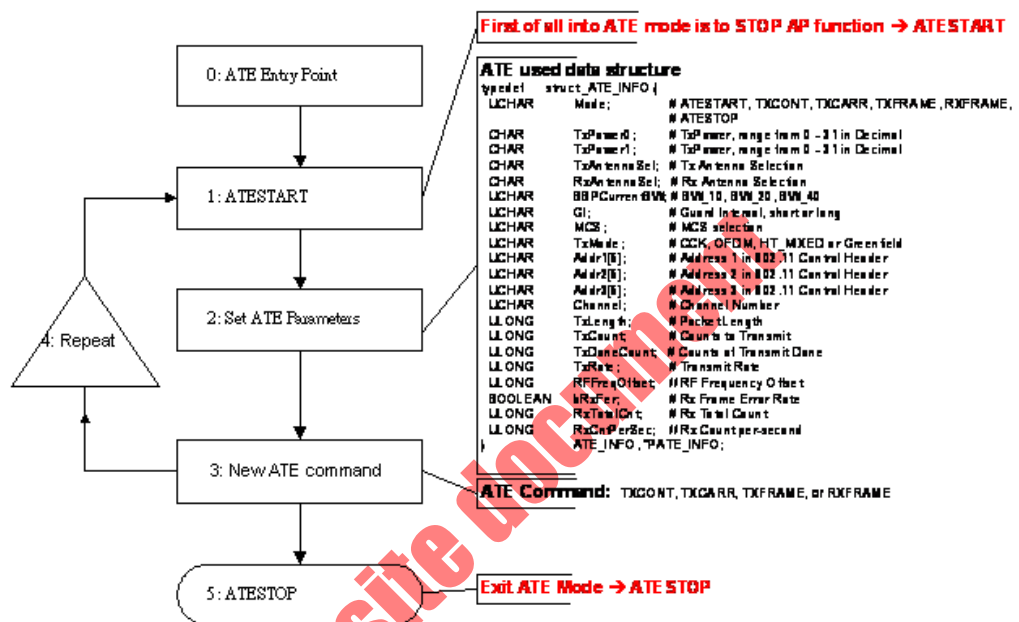 First of all into ATE mode is to STOP AP function → ATESTART
0: ATE Entry Point
1: ATESTART
2: Set ATE Parameters
4: Repeat
3: New ATE command
5: ATESTOP
ATE used data structure
typedef struct_ATE_INFO {
UCHAR Mode; # ATESTART, TXCONT, TXCARR, TXFRAME, RXFRAME,
# ATESTOP
CHAR TxPower0; # TxPower, range from 0 ~ 31 in Decimal
CHAR TxPower1; # TxPower, range from 0 ~ 31 in Decimal
CHAR TxAntennaSel; # Tx Antenna Selection
CHAR RxAntennaSel; # Rx Antenna Selection
UCHAR BBPCurrentBW; # BW_10, BW_20, BW_40
UCHAR GI; # Guard Interval, short or long
UCHAR MCS; # MCS selection
UCHAR TxMode; # CCK, OFDM, HT_MIXED or Greenfield
UCHAR Addr1[6]; # Address 1 in 802.11 Control Header
UCHAR Addr2[6]; # Address 2 in 802.11 Control Header
UCHAR Addr3[6]; # Address 3 in 802.11 Control Header
UCHAR Channel; # Channel Number
ULONG TxLength; # Packet Length
ULONG TxCount; # Counts to Transmit
ULONG TxDoneCount; # Counts of Transmit Done
ULONG TxRate; # Transmit Rate
ULONG RFFreqOffset; # RF Frequency Offset
BOOLEAN bRxFer; # Rx Frame Error Rate
ULONG RxTotalCnt; # Rx Total Count
ULONG RxCntPerSec; # Rx Count per-second
} ATE_INFO, *PATE_INFO;
ATE Command: TXCONT, TXCARR, TXFRAME, or RXFRAME
Exit ATE Mode → ATESTOP
site document